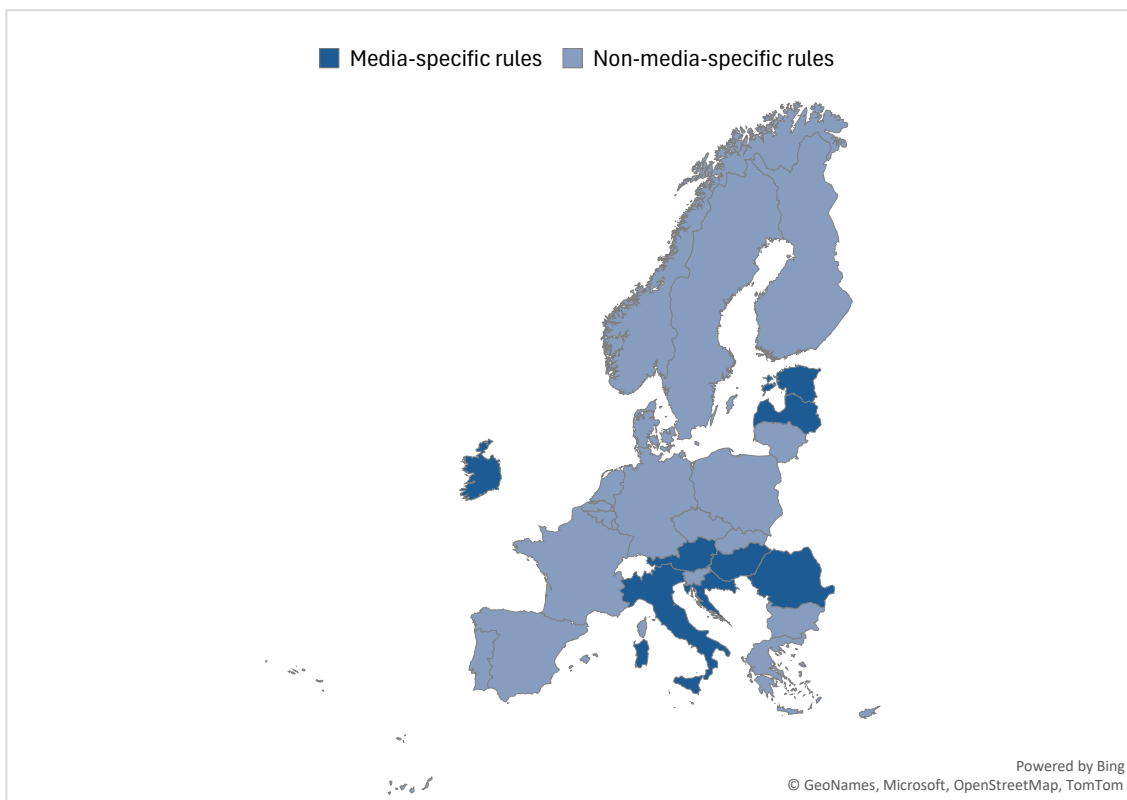 Media-specific rules Non-media-specific rules
Powered by Bing
© GeoNames, Microsoft, OpenStreetMap, TomTom